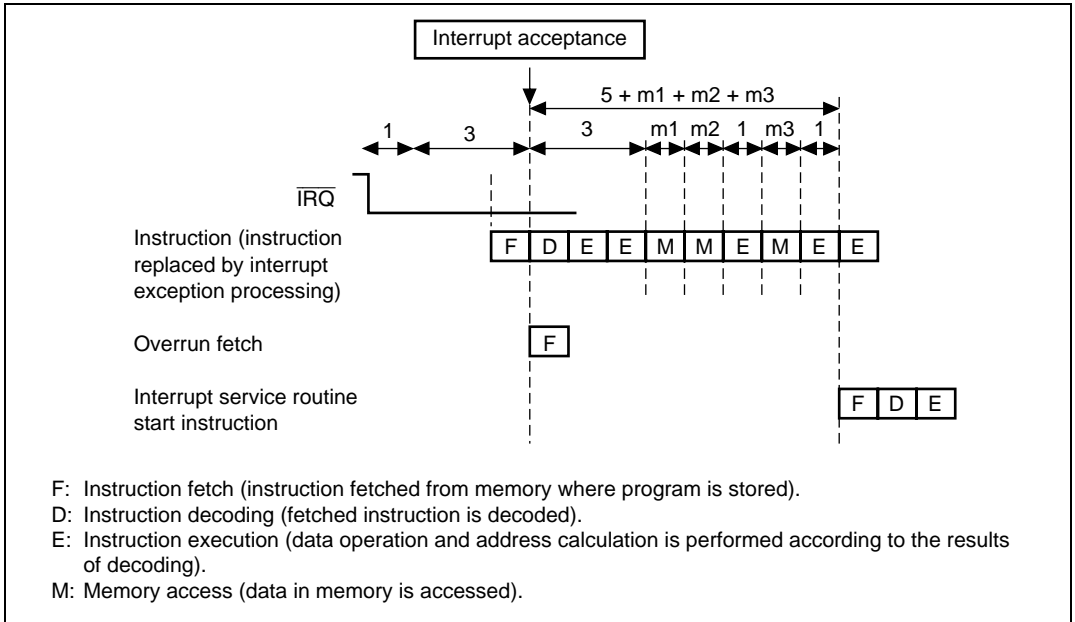 Interrupt acceptance
5 + m1 + m2 + m3
1 3 3 m1 m2 1 m3 1
IRQ
Instruction (instruction
replaced by interrupt
exception processing)
F D E E M M E M E E
Overrun fetch
F
Interrupt service routine
start instruction
F D E
F: Instruction fetch (instruction fetched from memory where program is stored).
D: Instruction decoding (fetched instruction is decoded).
E: Instruction execution (data operation and address calculation is performed according to the results
of decoding).
M: Memory access (data in memory is accessed).